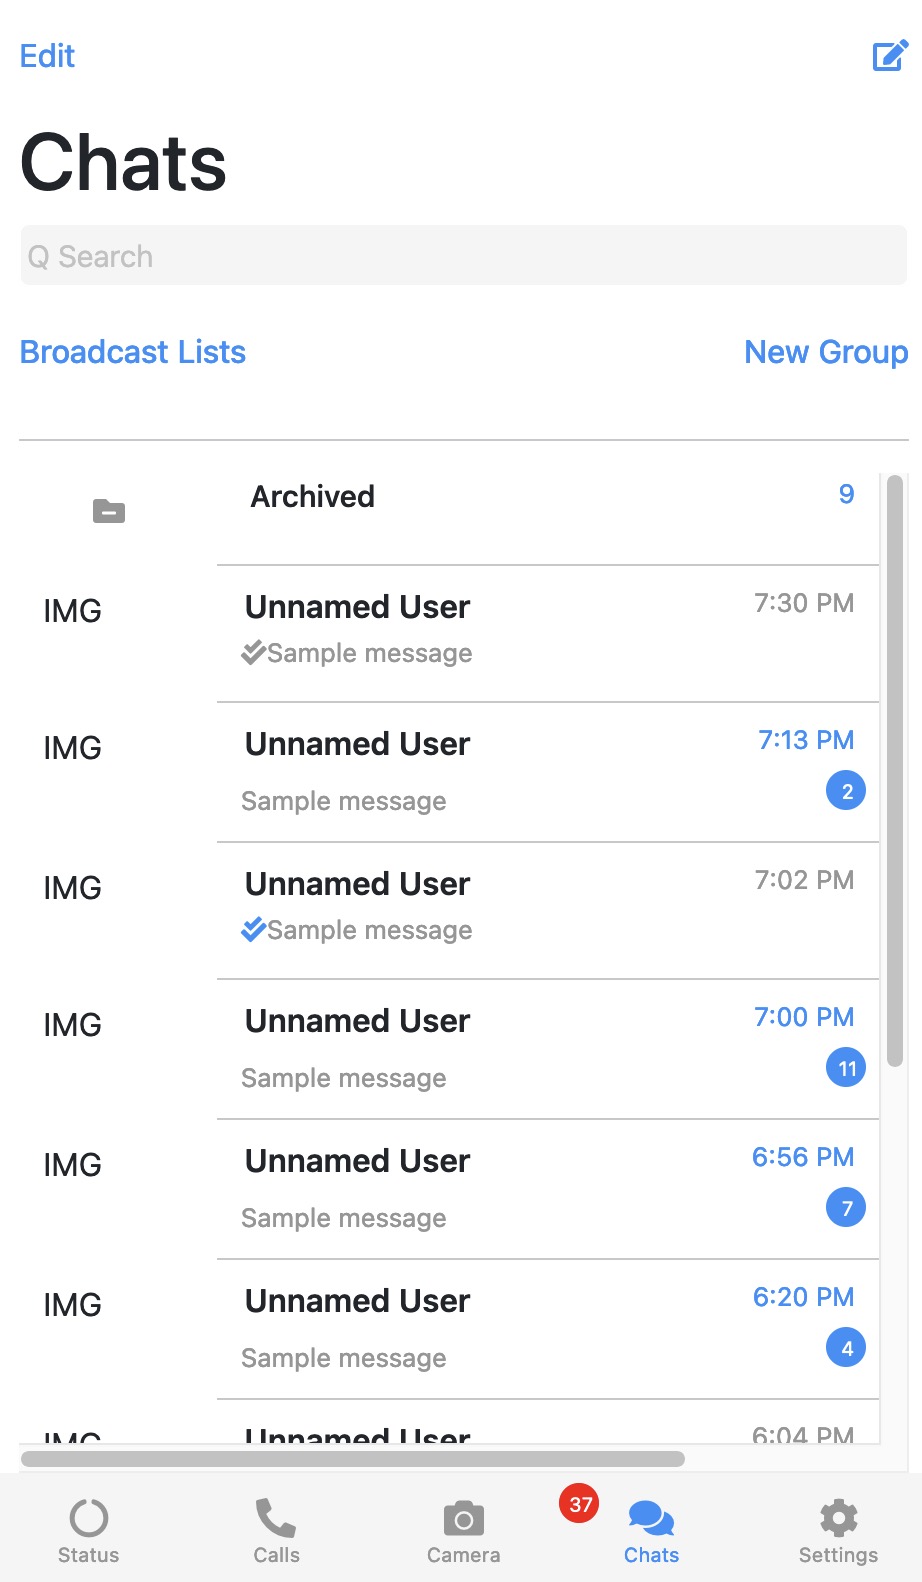 Edit
Chats
Q Search
Broadcast Lists New Group
Archived 9
IMG Unnamed User 7:30 PM
Sample message
IMG Unnamed User 7:13 PM
Sample message 2
IMG Unnamed User 7:02 PM
Sample message
IMG Unnamed User 7:00 PM
Sample message 11
IMG Unnamed User 6:56 PM
Sample message 7
IMG Unnamed User 6:20 PM
Sample message 4
IMG Unnamed User 6:04 PM
37
Status Calls Camera Chats Settings